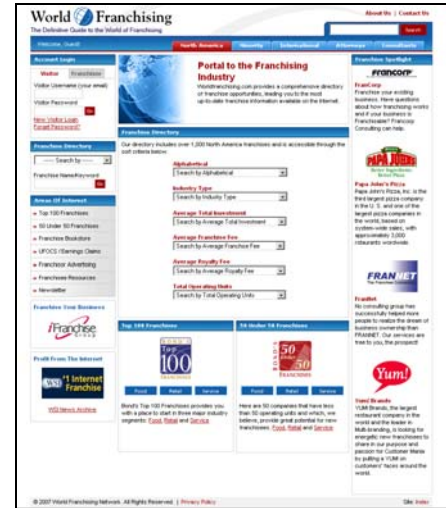 World Franchising
The Definitive Guide to the World of Franchising
About Us | Contact Us
Search
Welcome, Guest!
North America
Minority
International
Attorneys
Consultants
Account Login
Visitor
Franchisors
Visitor Username (your email)
Visitor Password
Go
New Visitor Login
Forgot Password?
Franchise Directory
----- Search by -----
Franchise Name/Keyword
Go
Areas Of Interest
Top 100 Franchises
50 Under 50 Franchises
Franchise Bookstore
UFOCS / Earnings Claims
Franchisor Advertising
Franchisee Resources
Newsletter
Franchise Your Business
iFranchise
Group
Profit From The Internet
WSI
#1 Internet
Franchise
WSI News Archive
Portal to the Franchising
Industry
Worldfranchising.com provides a comprehensive directory
of franchise opportunities, leading you to the most
up-to-date franchise information available on the internet.
Franchise Directory
Our directory includes over 1,200 North America franchises and is accessible through the
sort criteria below.
Alphabetical
Search by Alphabetical
Industry Type
Search by Industry Type
Average Total Investment
Search by Average Total Investment
Average Franchise Fee
Search by Average Franchise Fee
Average Royalty Fee
Search by Average Royalty Fee
Total Operating Units
Search by Total Operating Units
Top 100 Franchises
BOND'S
Top
100
FRANCHISES
Food
Retail
Service
Bond's Top 100 Franchises provides you
with a place to start in three major industry
segments: Food, Retail and Service.
50 Under 50 Franchises
BOND'S
50
Under
50
FRANCHISES
Food
Retail
Service
Here are 50 companies that have less
than 50 operating units and which, we
believe, provide great potential for new
franchisees. Food, Retail and Service
Franchise Spotlight
FRANCORP
FranCorp
Franchise your existing
business. Have questions
about how franchising works
and if your business is
Franchisable? Francorp
Consulting can help.
PAPA JOHN'S
Better Ingredients.
Better Pizza.
Papa John's Pizza
Papa John's Pizza, Inc. is the
third largest pizza company
in the U. S. and one of the
largest pizza companies in
the world, based on
system-wide sales, with
approximately 3,000
restaurants worldwide.
FRANNET
FranNet
No consulting group has
successfully helped more
people to realize the dream of
business ownership than
FRANNET. Our services are
free to you, the prospect!
Yum!
Yum! Brands
YUM! Brands, the largest
restaurant company in the
world and the leader in
Multi-branding, is looking for
energetic new franchisees to
share in our purpose and
passion for Customer Mania
by putting a YUM! on
customers' faces around the
world.
© 2007 World Franchising Network. All Rights Reserved. | Privacy Policy
Site Index